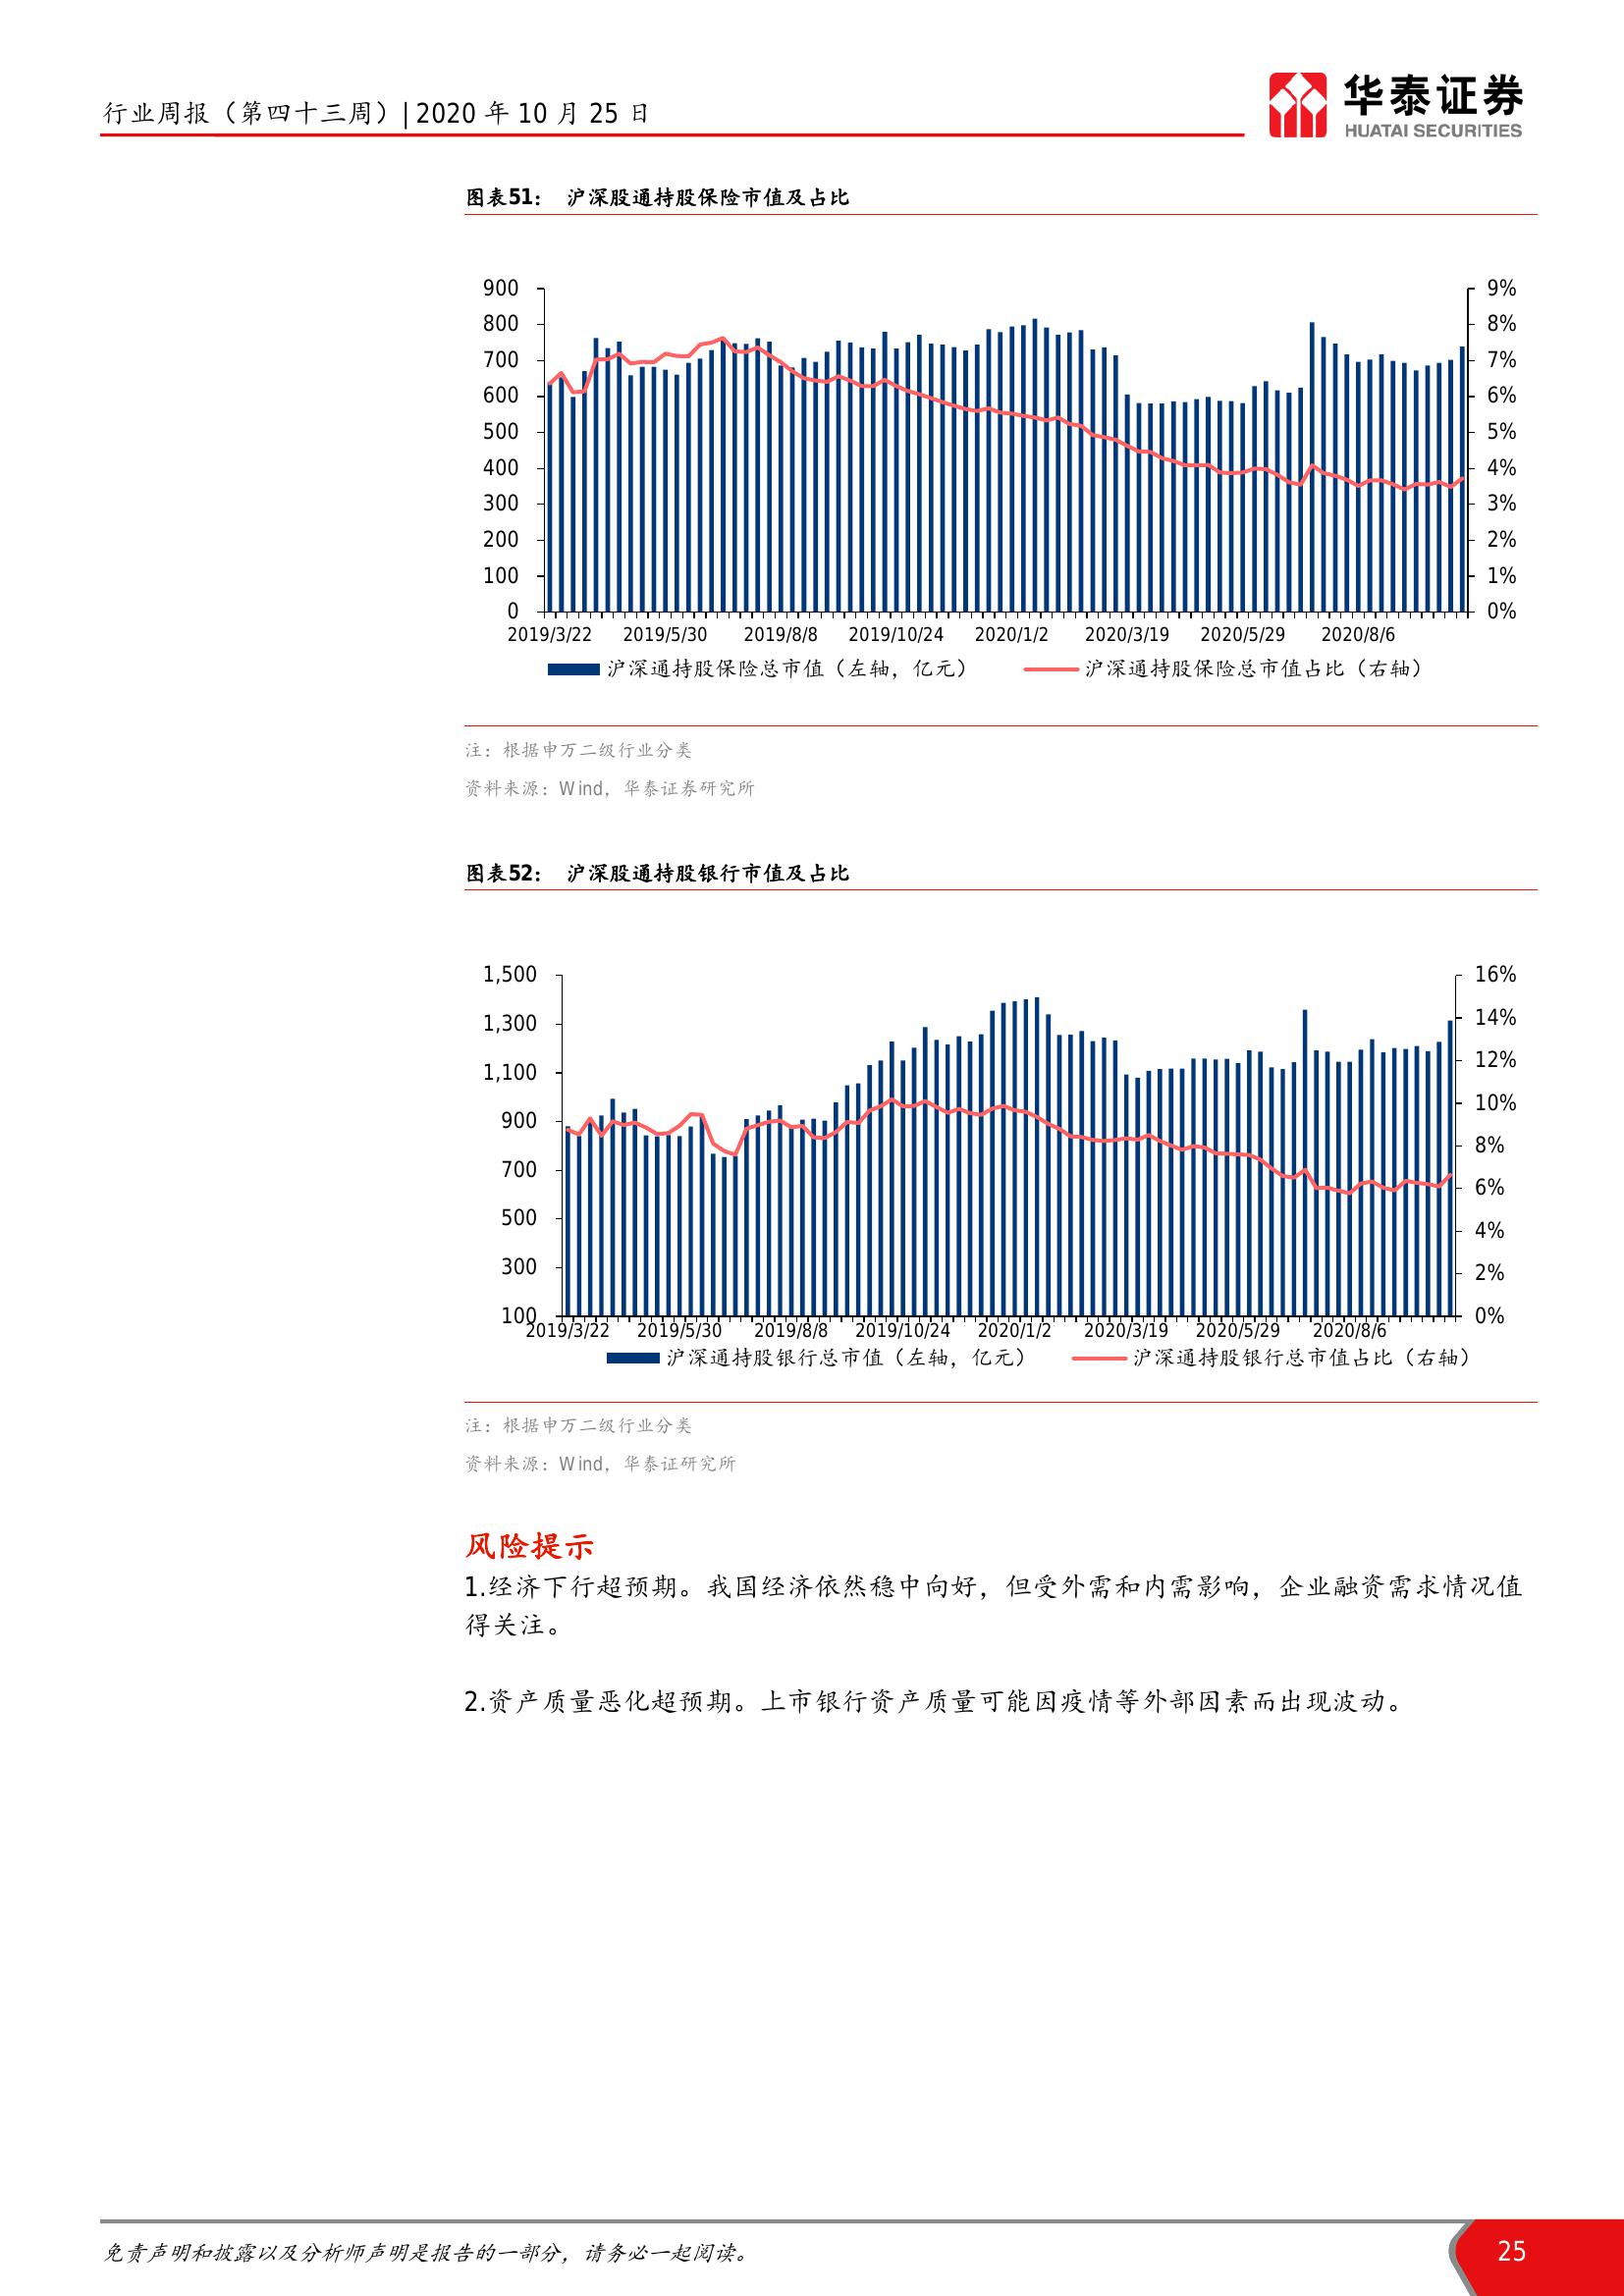 行业周报（第四十三周）| 2020 年 10 月 25 日
华泰证券
HUATAI SECURITIES
图表51： 沪深股通持股保险市值及占比
900
800
700
600
500
400
300
200
100
0
9%
8%
7%
6%
5%
4%
3%
2%
1%
0%
2019/3/22 2019/5/30 2019/8/8 2019/10/24 2020/1/2 2020/3/19 2020/5/29 2020/8/6
沪深通持股保险总市值（左轴，亿元） 沪深通持股保险总市值占比（右轴）
注：根据申万二级行业分类
资料来源：Wind，华泰证券研究所
图表52： 沪深股通持股银行市值及占比
1,500
1,300
1,100
900
700
500
300
100
16%
14%
12%
10%
8%
6%
4%
2%
0%
2019/3/22 2019/5/30 2019/8/8 2019/10/24 2020/1/2 2020/3/19 2020/5/29 2020/8/6
沪深通持股银行总市值（左轴，亿元） 沪深通持股银行总市值占比（右轴）
注：根据申万二级行业分类
资料来源：Wind，华泰证研究所
风险提示
1.经济下行超预期。我国经济依然稳中向好，但受外需和内需影响，企业融资需求情况值
得关注。
2.资产质量恶化超预期。上市银行资产质量可能因疫情等外部因素而出现波动。
免责声明和披露以及分析师声明是报告的一部分，请务必一起阅读。
25